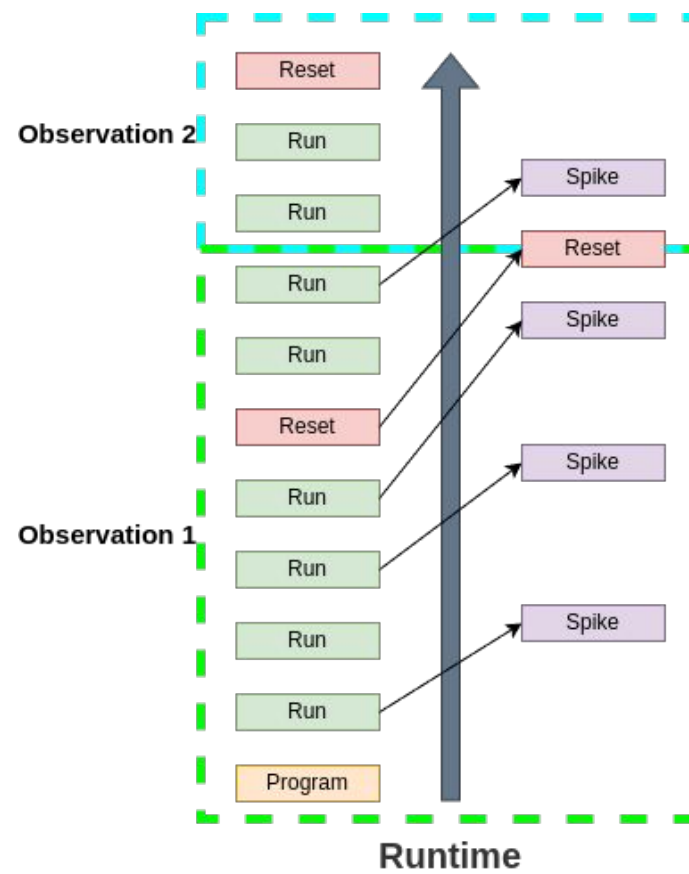 Reset
Observation 2
Run
Spike
Run
Reset
Run
Spike
Run
Reset
Spike
Run
Observation 1
Run
Spike
Run
Run
Program
Runtime